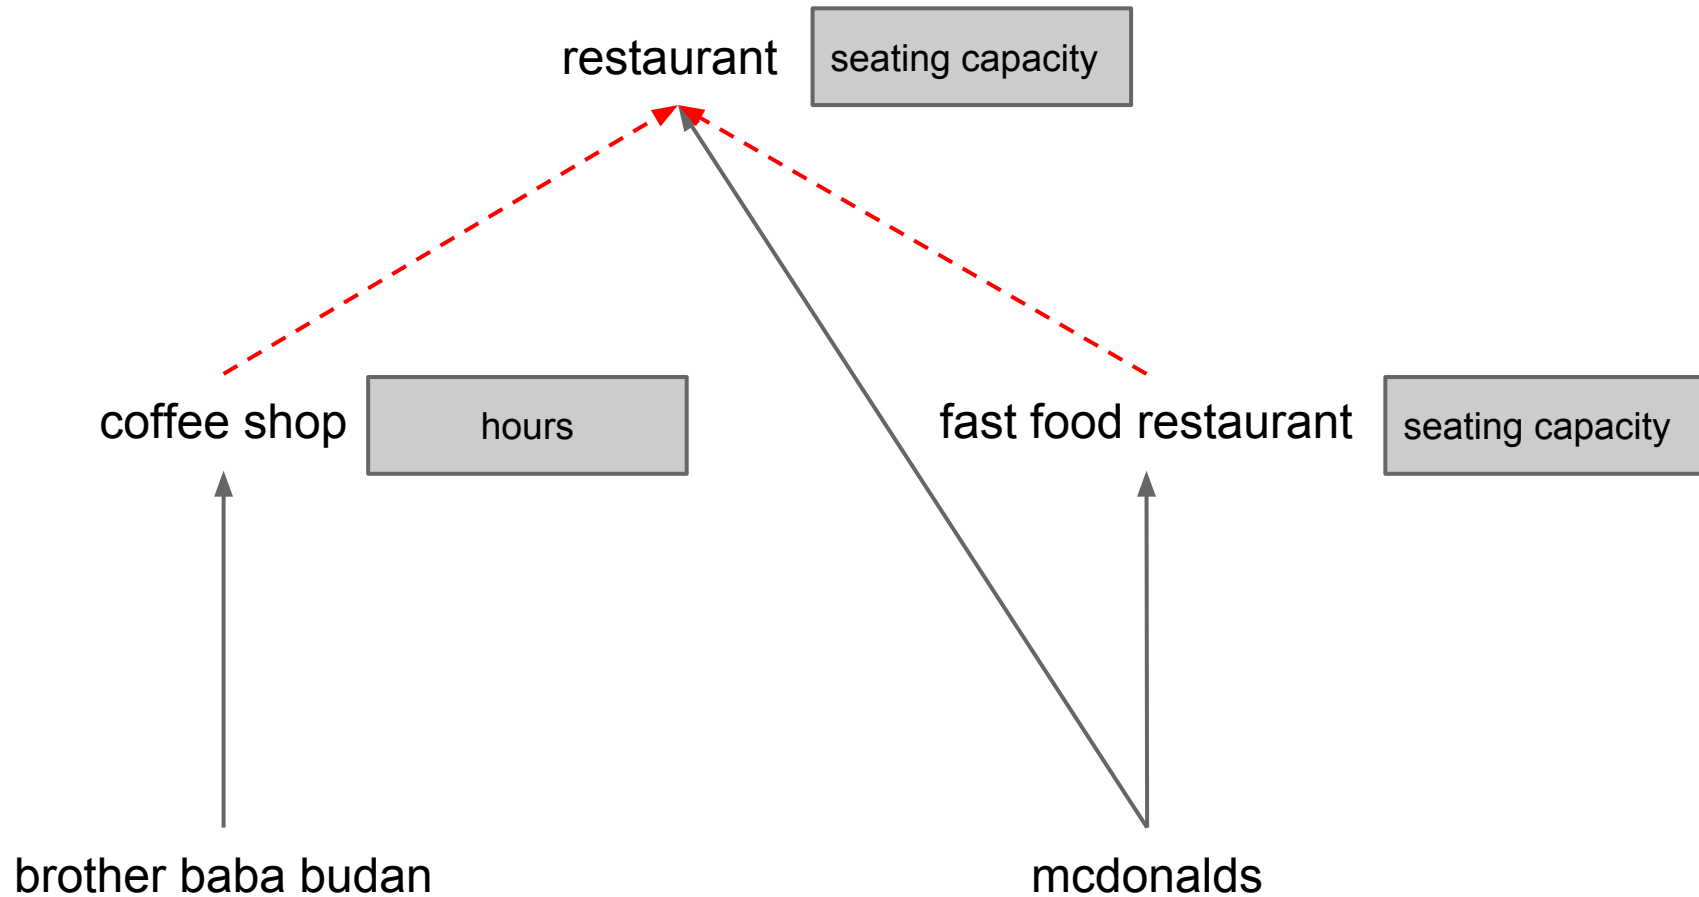 restaurant
seating capacity
coffee shop
hours
fast food restaurant
seating capacity
brother baba budan
mcdonalds